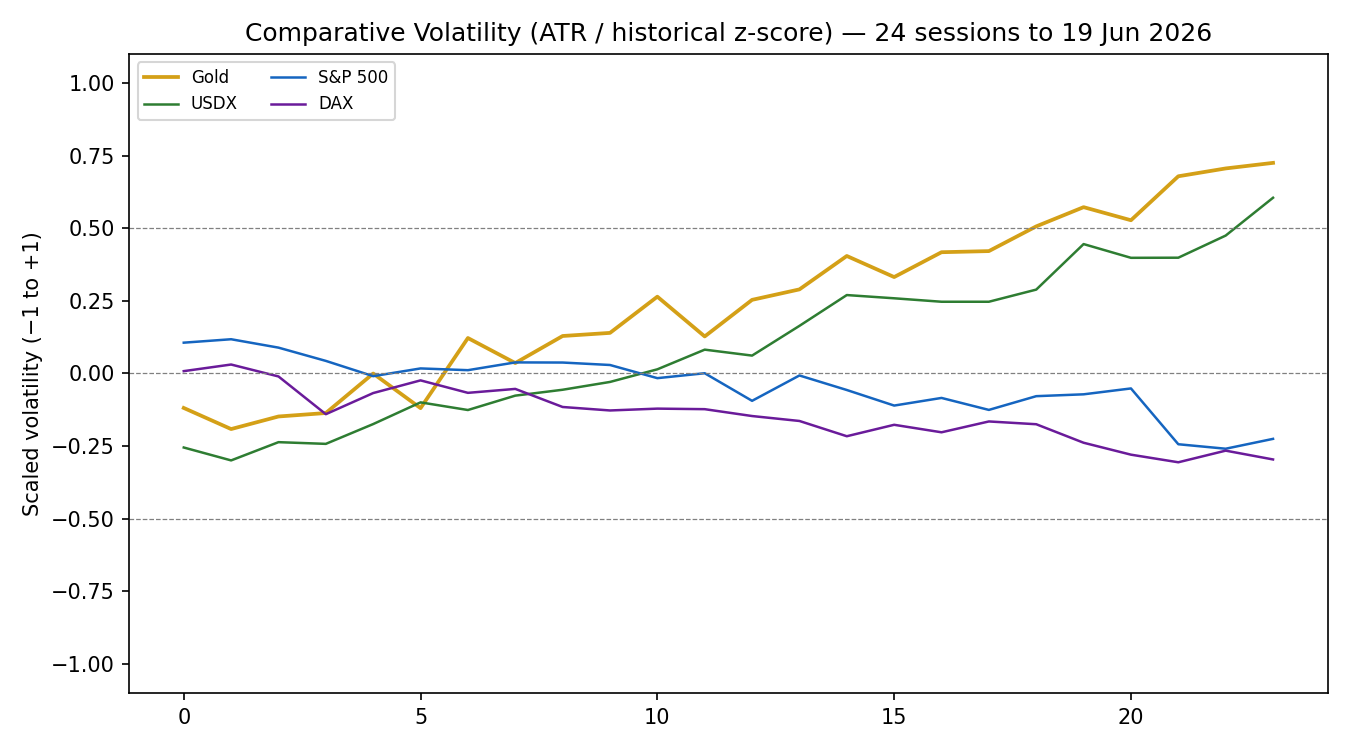 Comparative Volatility (ATR / historical z-score) — 24 sessions to 19 Jun 2026
Gold
USDX
S&P 500
DAX
Scaled volatility (−1 to +1)
1.00
0.75
0.50
0.25
0.00
−0.25
−0.50
−0.75
−1.00
0
5
10
15
20